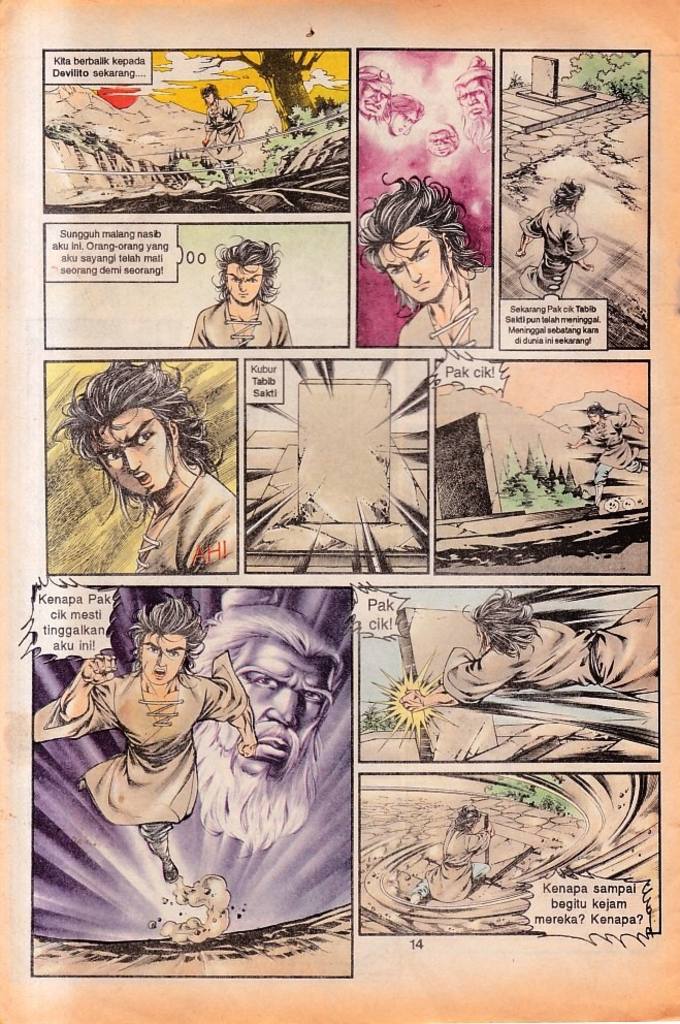 Kita berbalik kepada
Devilito sekarang....
Sungguh malang nasib
aku ini. Orang-orang yang
aku sayangi telah mati
seorang demi seorang!
Sekarang Pak cik Tabib
Sakti pun telah meninggal.
Meninggal sebatang kara
di dunia ini sekarang!
AHI
Kubur
Tabib
Sakti
Pak cik!
Kenapa Pak
cik mesti
tinggalkan
aku ini!
Pak
cik!
Kenapa sampai
begitu kejam
mereka? Kenapa?
14